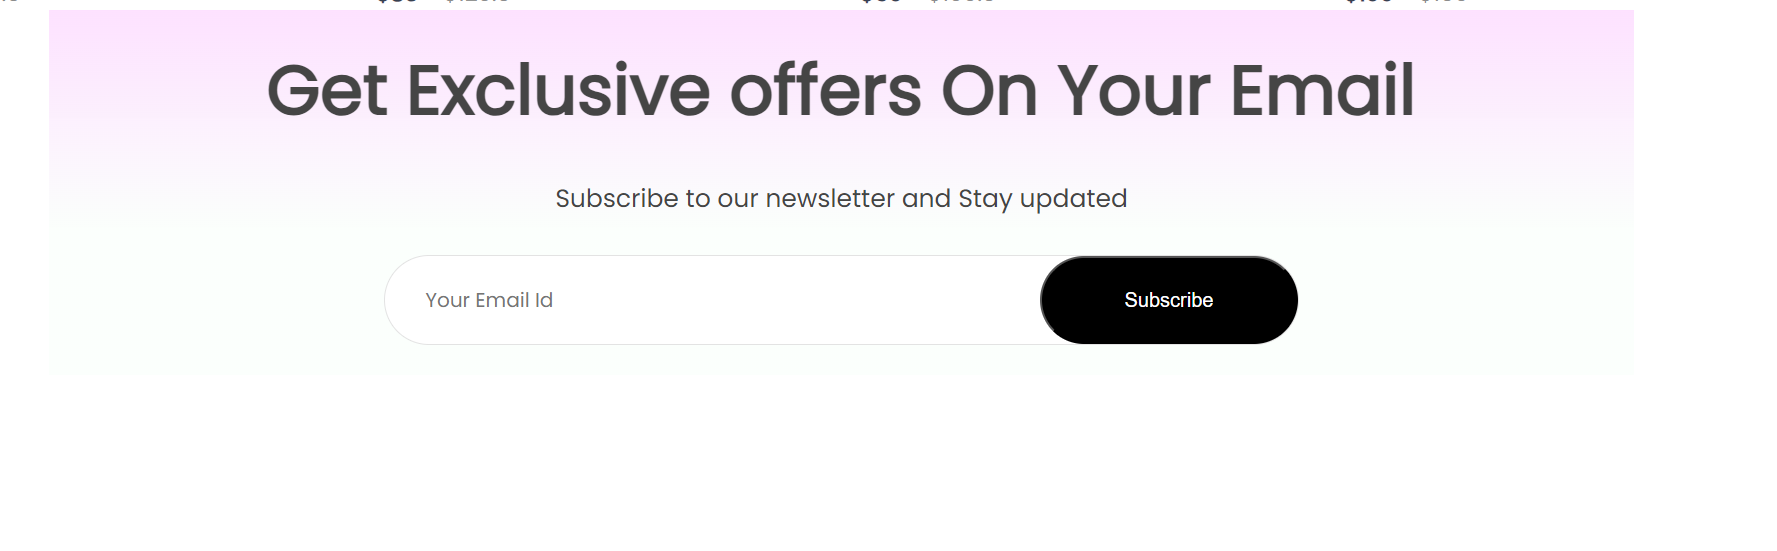 Get Exclusive offers On Your Email
Subscribe to our newsletter and Stay updated
Your Email Id
Subscribe